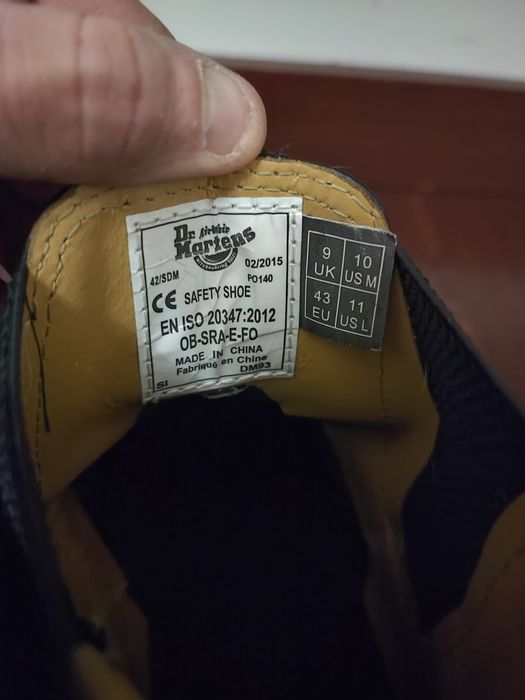 Dr. AirWair
Martens
42/SDM
02/2015
PO140
CE SAFETY SHOE
EN ISO 20347:2012
OB-SRA-E-FO
MADE IN CHINA
Fabriqué en Chine
SI
DM93
9
UK
10
US M
43
EU
11
US L